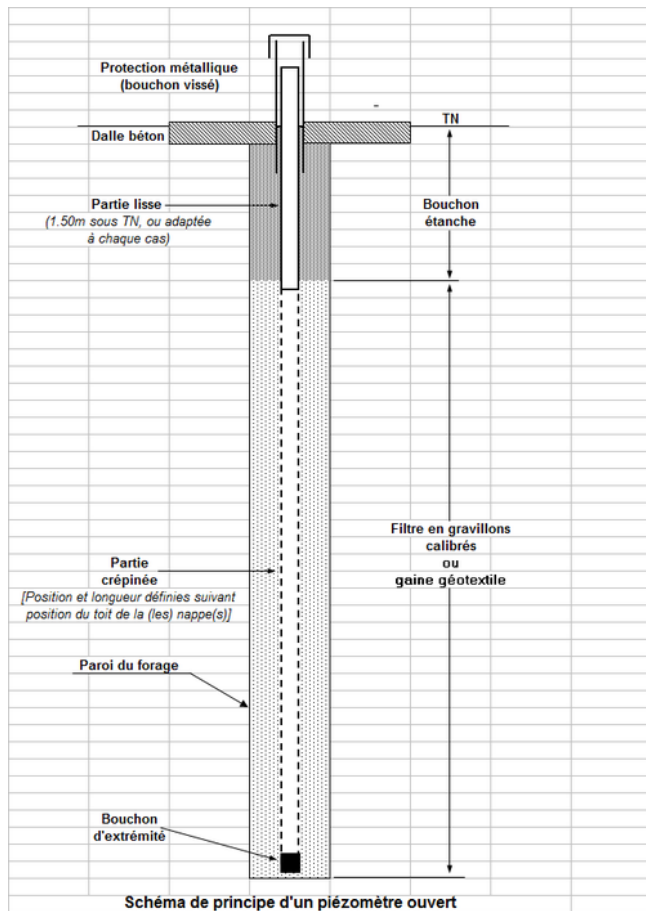 Protection métallique
(bouchon vissé)
TN
Dalle béton
Partie lisse
(1.50m sous TN, ou adaptée
à chaque cas)
Bouchon
étanche
Filtre en gravillons
calibrés
ou
gaine géotextile
Partie
crépinée
[Position et longueur définies suivant
position du toit de la (les) nappe(s)]
Paroi du forage
Bouchon
d'extrémité
Schéma de principe d'un piézomètre ouvert